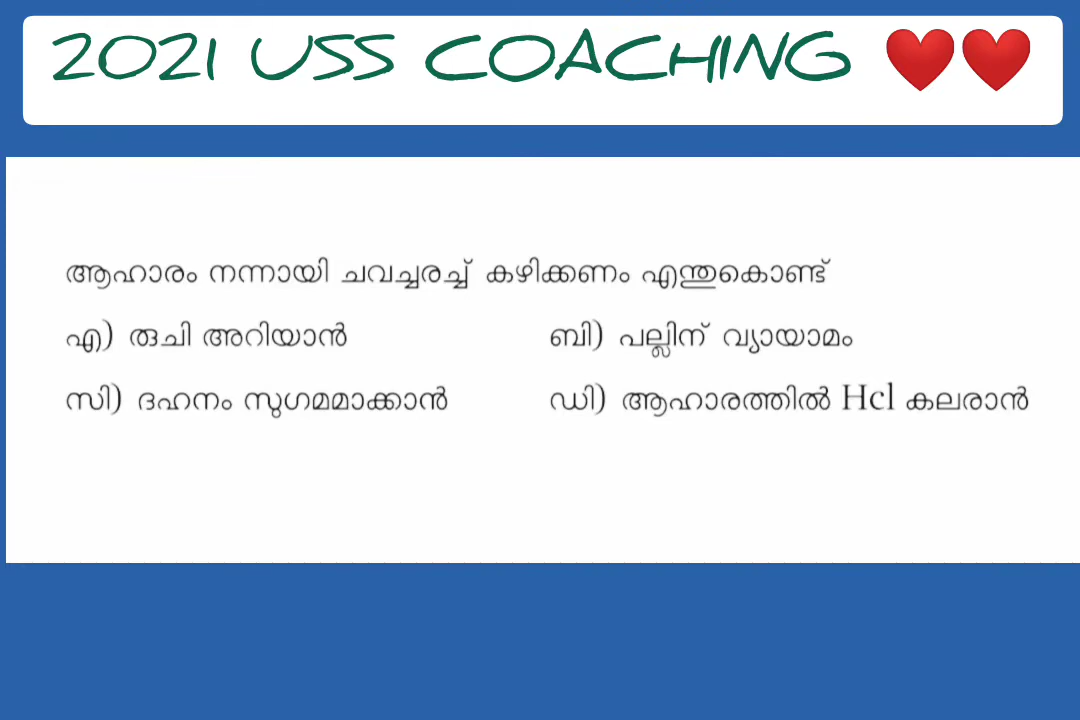 2021 USS COACHING ❤️❤️
ആഹാരം നന്നായി ചവച്ചരച്ച് കഴിക്കണം എന്തുകൊണ്ട്
എ) രുചി അറിയാൻ ബി) പല്ലിന് വ്യായാമം
സി) ദഹനം സുഗമമാക്കാൻ ഡി) ആഹാരത്തിൽ Hcl കലരാൻ